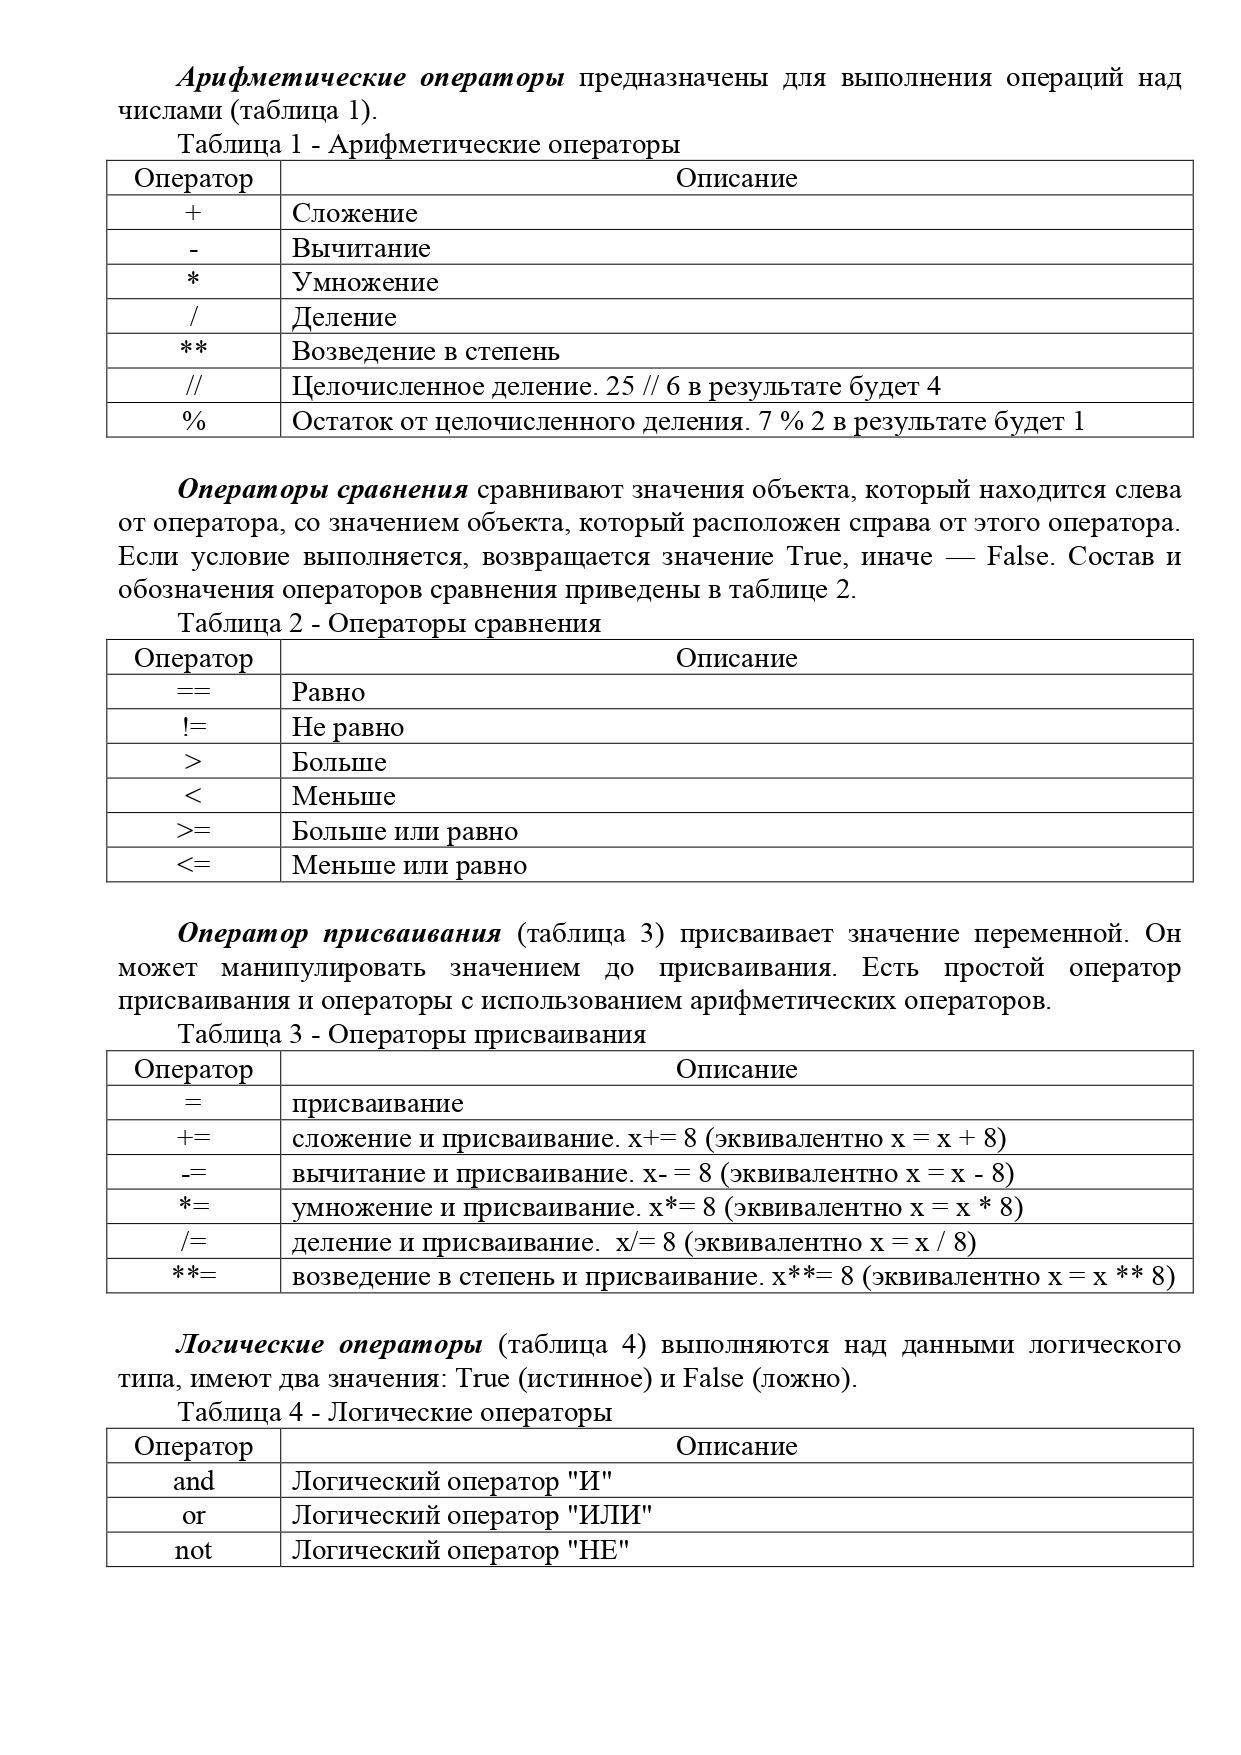 Арифметические операторы предназначены для выполнения операций над
числами (таблица 1).
Таблица 1 - Арифметические операторы
Оператор Описание
+ Сложение
- Вычитание
* Умножение
/ Деление
** Возведение в степень
// Целочисленное деление. 25 // 6 в результате будет 4
% Остаток от целочисленного деления. 7 % 2 в результате будет 1
Операторы сравнения сравнивают значения объекта, который находится слева
от оператора, со значением объекта, который расположен справа от этого оператора.
Если условие выполняется, возвращается значение True, иначе — False. Состав и
обозначения операторов сравнения приведены в таблице 2.
Таблица 2 - Операторы сравнения
Оператор Описание
== Равно
!= Не равно
> Больше
< Меньше
>= Больше или равно
<= Меньше или равно
Оператор присваивания (таблица 3) присваивает значение переменной. Он
может манипулировать значением до присваивания. Есть простой оператор
присваивания и операторы с использованием арифметических операторов.
Таблица 3 - Операторы присваивания
Оператор Описание
= присваивание
+= сложение и присваивание. x+= 8 (эквивалентно x = x + 8)
-= вычитание и присваивание. x- = 8 (эквивалентно x = x - 8)
*= умножение и присваивание. x*= 8 (эквивалентно x = x * 8)
/= деление и присваивание. x/= 8 (эквивалентно x = x / 8)
**= возведение в степень и присваивание. x**= 8 (эквивалентно x = x ** 8)
Логические операторы (таблица 4) выполняются над данными логического
типа, имеют два значения: True (истинное) и False (ложно).
Таблица 4 - Логические операторы
Оператор Описание
and Логический оператор "И"
or Логический оператор "ИЛИ"
not Логический оператор "НЕ"